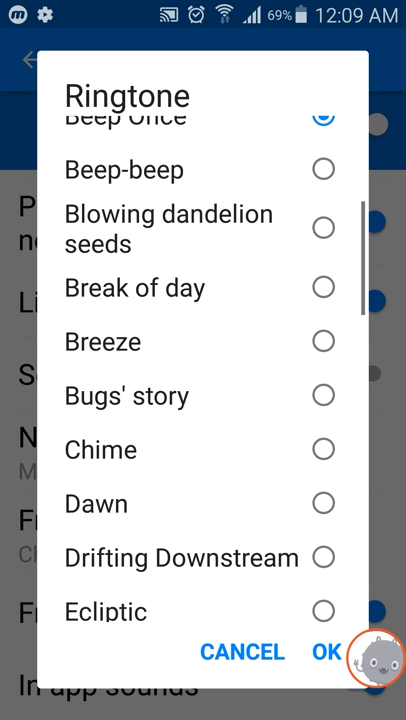 69% 12:09 AM
Ringtone
Beep Once
Beep-beep
Blowing dandelion
seeds
Break of day
Breeze
Bugs' story
Chime
Dawn
Drifting Downstream
Ecliptic
CANCEL OK
In app sounds